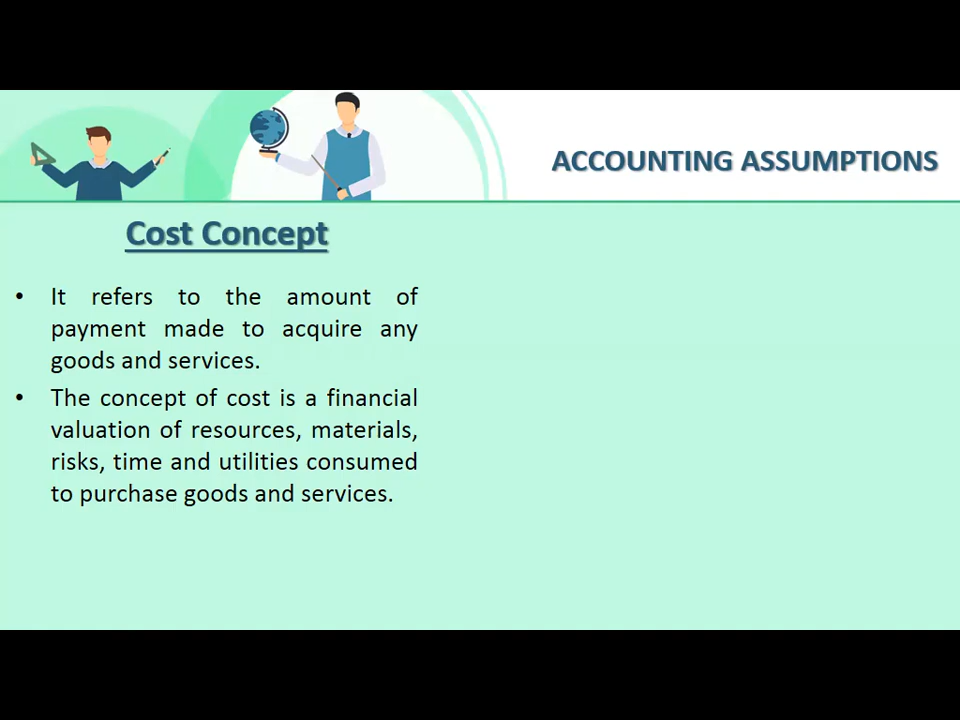 ACCOUNTING ASSUMPTIONS
Cost Concept
• It refers to the amount of
payment made to acquire any
goods and services.
• The concept of cost is a financial
valuation of resources, materials,
risks, time and utilities consumed
to purchase goods and services.